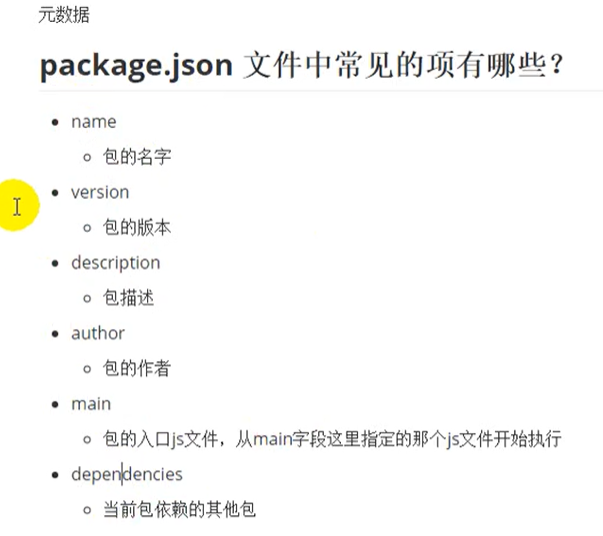 元数据
package.json 文件中常见的项有哪些？
name
包的名字
version
包的版本
description
包描述
author
包的作者
main
包的入口js文件，从main字段这里指定的那个js文件开始执行
dependencies
当前包依赖的其他包